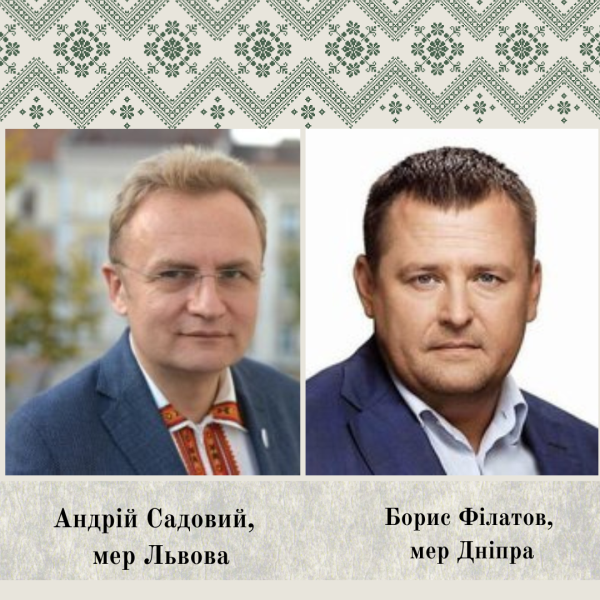 Андрій Садовий,
мер Львова
Борис Філатов,
мер Дніпра